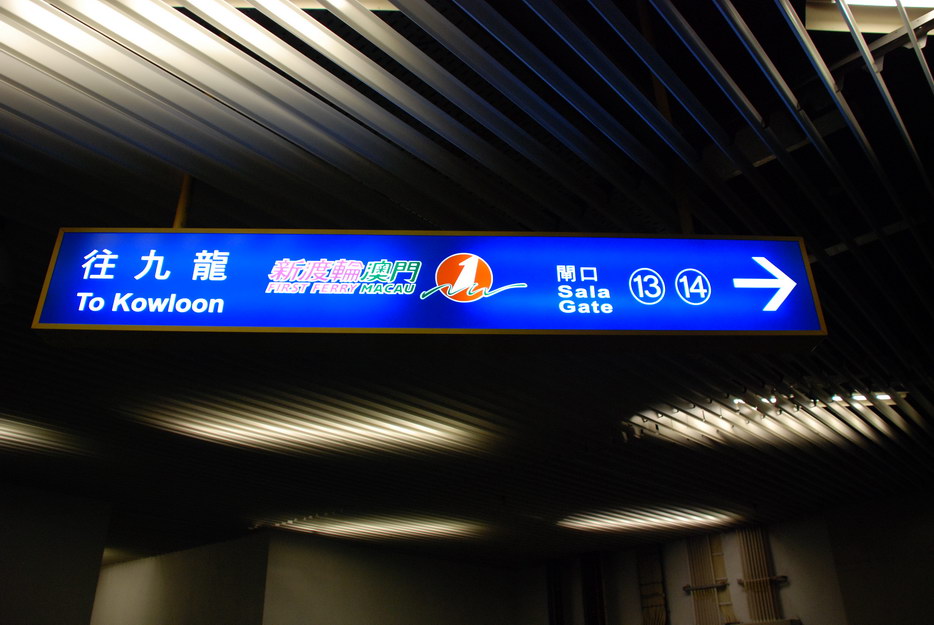 往九龍
To Kowloon
新渡輪澳門
FIRST FERRY MACAU
1
閘口
Sala
Gate
13 14